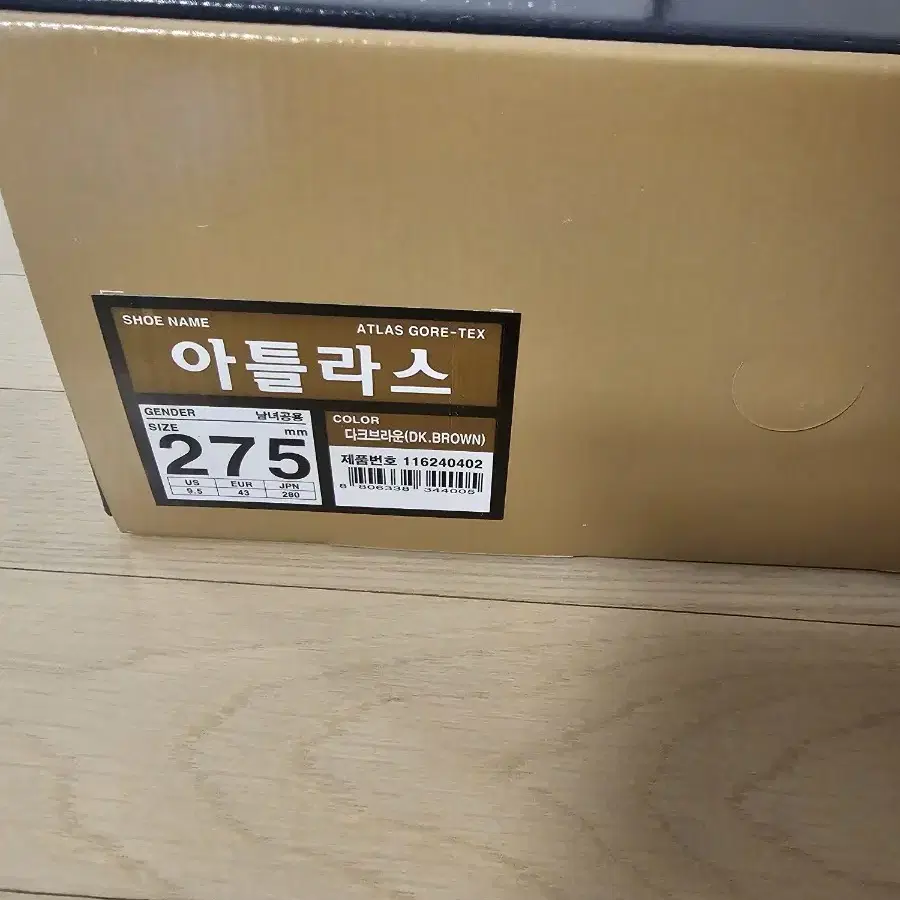 SHOE NAME
ATLAS GORE-TEX
아틀라스
GENDER 남녀공용
SIZE mm
275
US EUR JPN
9.5 43 280
COLOR
다크브라운(DK.BROWN)
제품번호 116240402
8 806338 344005